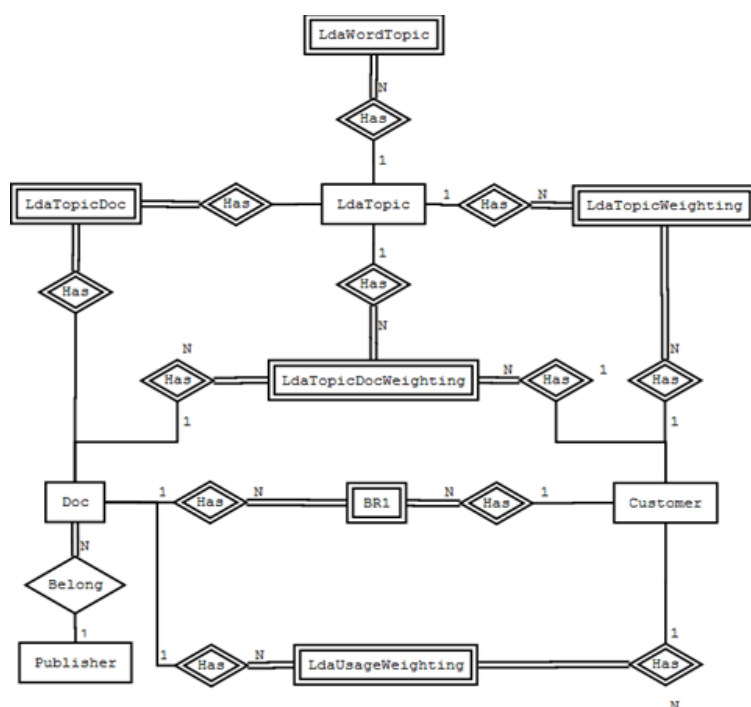 LdaWordTopic
N
Has
1
LdaTopicDoc
Has
LdaTopic
1
Has
N
LdaTopicWeighting
1
Has
Has
N
N
N
Has
LdaTopicDocWeighting
N
Has
1
Has
1
1
Doc
1
Has
N
BR1
N
Has
1
Customer
N
Belong
1
Publisher
1
Has
N
LdaUsageWeighting
1
Has
N